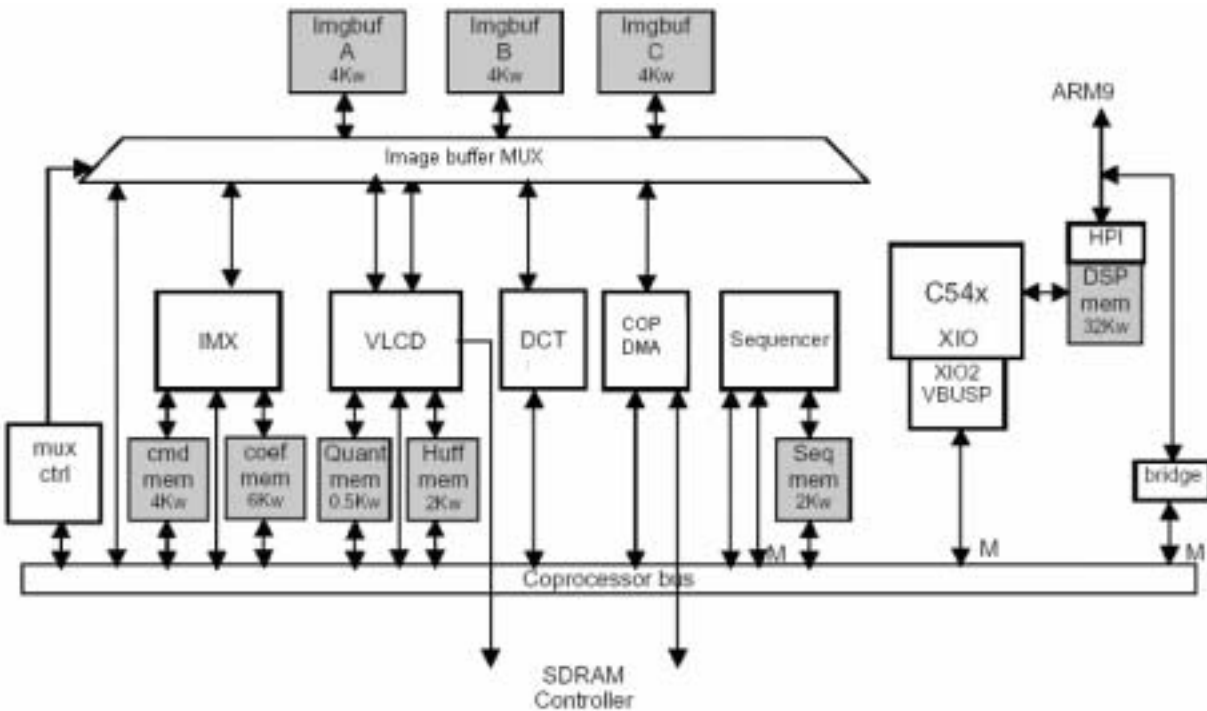 Imgbuf
A
4Kw
Imgbuf
B
4Kw
Imgbuf
C
4Kw
ARM9
Image buffer MUX
HPI
DSP
mem
32Kw
C54x
XIO
XIO2
VBUSP
IMX
VLCD
DCT
COP
DMA
Sequencer
mux
ctrl
cmd
mem
4Kw
coef
mem
6Kw
Quant
mem
0.5Kw
Huff
mem
2Kw
Seq
mem
2Kw
bridge
M
M
M
Coprocessor bus
SDRAM
Controller